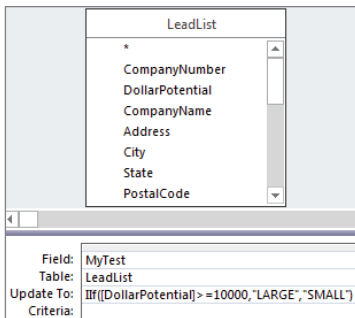 LeadList
*
CompanyNumber
DollarPotential
CompanyName
Address
City
State
PostalCode
Field: MyTest
Table: LeadList
Update To: IIf([DollarPotential]>=10000,"LARGE","SMALL")
Criteria: